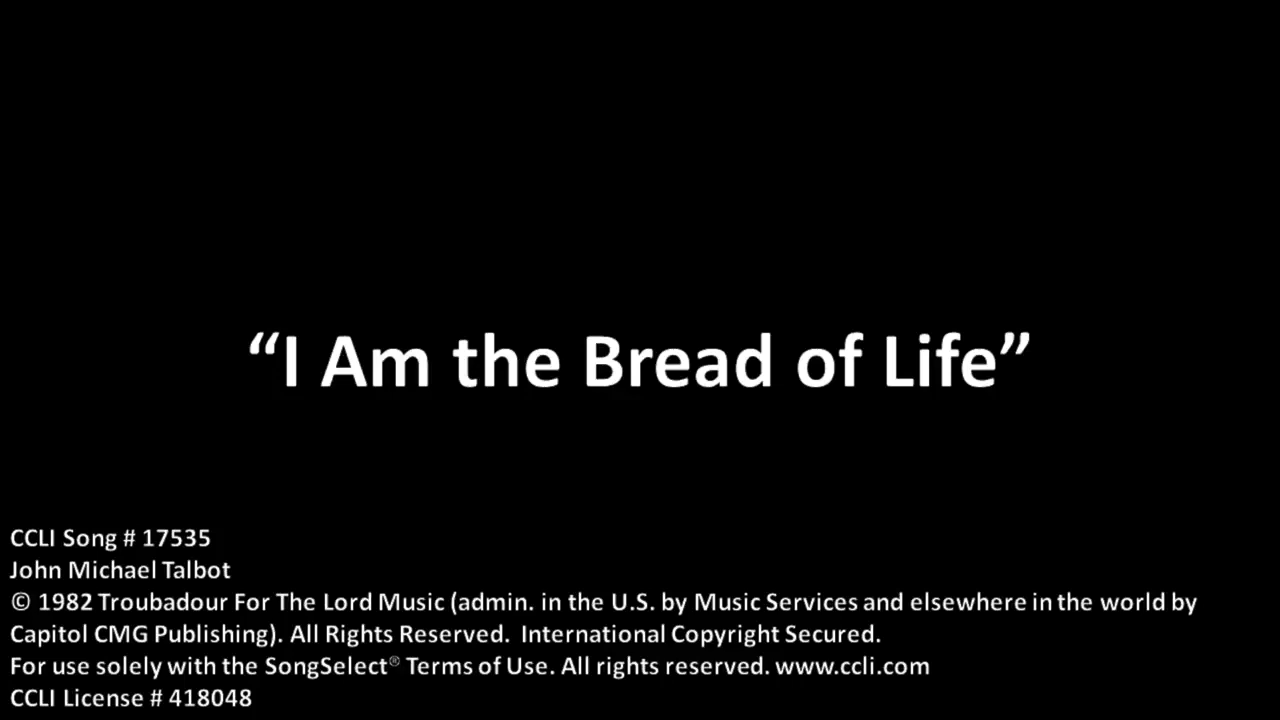 “I Am the Bread of Life”
CCLI Song # 17535
John Michael Talbot
© 1982 Troubadour For The Lord Music (admin. in the U.S. by Music Services and elsewhere in the world by
Capitol CMG Publishing). All Rights Reserved.  International Copyright Secured.
For use solely with the SongSelect® Terms of Use. All rights reserved. www.ccli.com
CCLI License # 418048